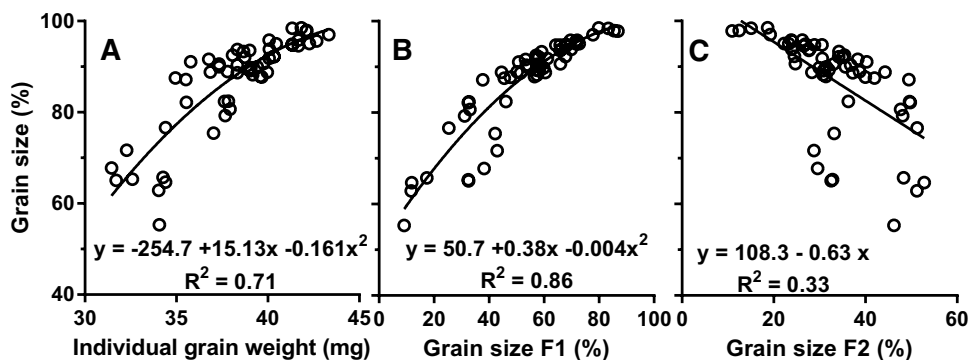 100
80
60
40
Grain size (%)
A
y = -254.7 +15.13x -0.161x²
R² = 0.71
30 35 40 45
Individual grain weight (mg)
B
y = 50.7 +0.38x -0.004x²
R² = 0.86
0 20 40 60 80 100
Grain size F1 (%)
C
y = 108.3 - 0.63 x
R² = 0.33
0 20 40 60
Grain size F2 (%)